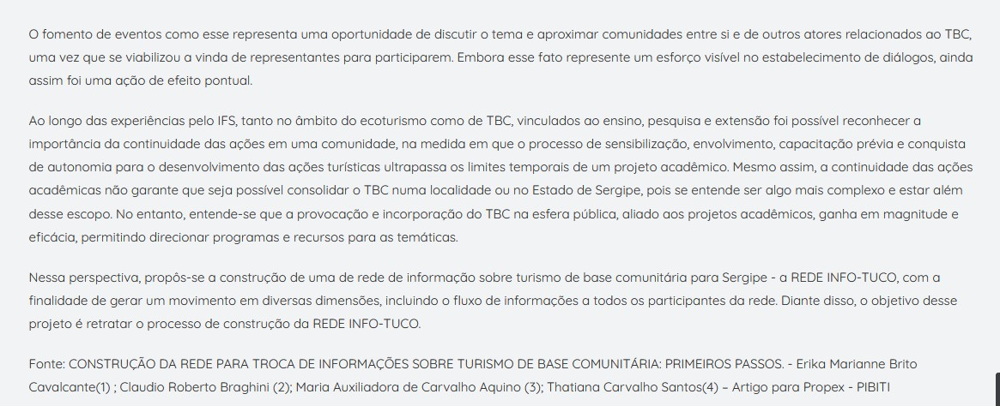 O fomento de eventos como esse representa uma oportunidade de discutir o tema e aproximar comunidades entre si e de outros atores relacionados ao TBC,
uma vez que se viabilizou a vinda de representantes para participarem. Embora esse fato represente um esforço visível no estabelecimento de diálogos, ainda
assim foi uma ação de efeito pontual.
Ao longo das experiências pelo IFS, tanto no âmbito do ecoturismo como de TBC, vinculados ao ensino, pesquisa e extensão foi possível reconhecer a
importância da continuidade das ações em uma comunidade, na medida em que o processo de sensibilização, envolvimento, capacitação prévia e conquista
de autonomia para o desenvolvimento das ações turísticas ultrapassa os limites temporais de um projeto acadêmico. Mesmo assim, a continuidade das ações
acadêmicas não garante que seja possível consolidar o TBC numa localidade ou no Estado de Sergipe, pois se entende ser algo mais complexo e estar além
desse escopo. No entanto, entende-se que a provocação e incorporação do TBC na esfera pública, aliado aos projetos acadêmicos, ganha em magnitude e
eficácia, permitindo direcionar programas e recursos para as temáticas.
Nessa perspectiva, propôs-se a construção de uma de rede de informação sobre turismo de base comunitária para Sergipe - a REDE INFO-TUCO, com a
finalidade de gerar um movimento em diversas dimensões, incluindo o fluxo de informações a todos os participantes da rede. Diante disso, o objetivo desse
projeto é retratar o processo de construção da REDE INFO-TUCO.
Fonte: CONSTRUÇÃO DA REDE PARA TROCA DE INFORMAÇÕES SOBRE TURISMO DE BASE COMUNITÁRIA: PRIMEIROS PASSOS. - Erika Marianne Brito
Cavalcante(1) ; Claudio Roberto Braghini (2); Maria Auxiliadora de Carvalho Aquino (3); Thatiana Carvalho Santos(4) – Artigo para Propex - PIBITI